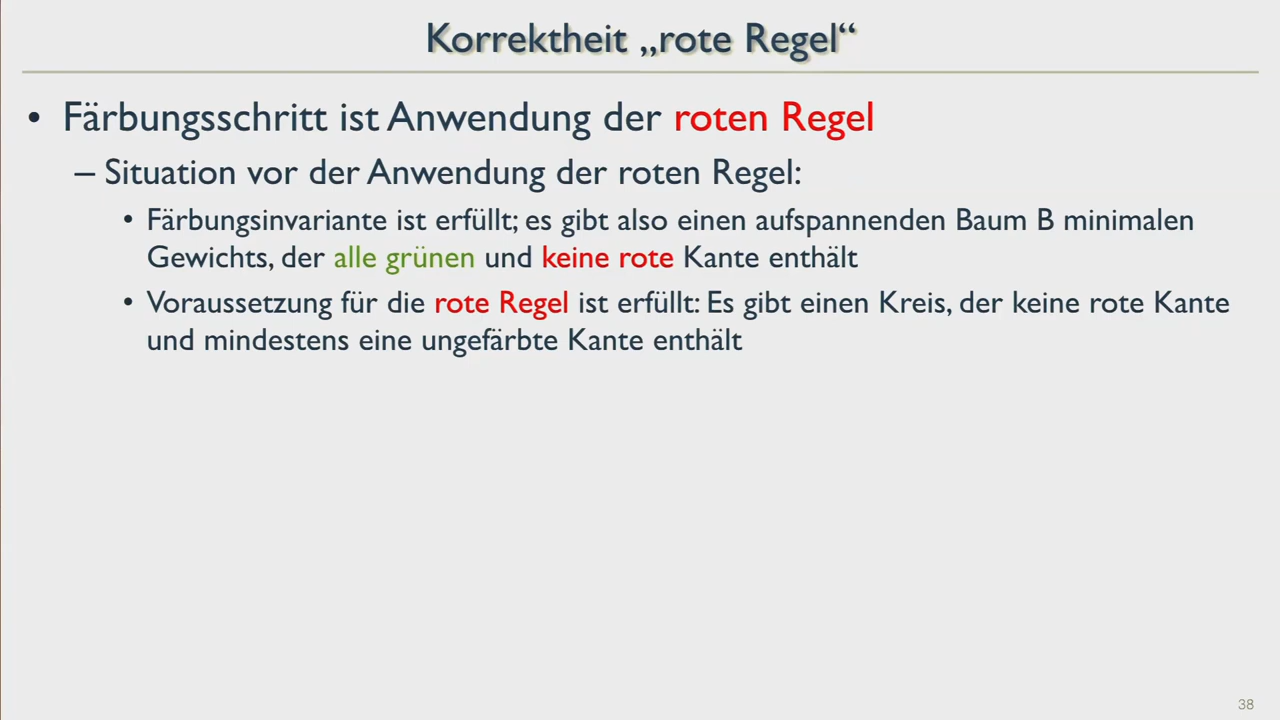 Korrektheit „rote Regel“
• Färbungsschritt ist Anwendung der roten Regel
– Situation vor der Anwendung der roten Regel:
• Färbungsinvariante ist erfüllt; es gibt also einen aufspannenden Baum B minimalen
Gewichts, der alle grünen und keine rote Kante enthält
• Voraussetzung für die rote Regel ist erfüllt: Es gibt einen Kreis, der keine rote Kante
und mindestens eine ungefärbte Kante enthält
38